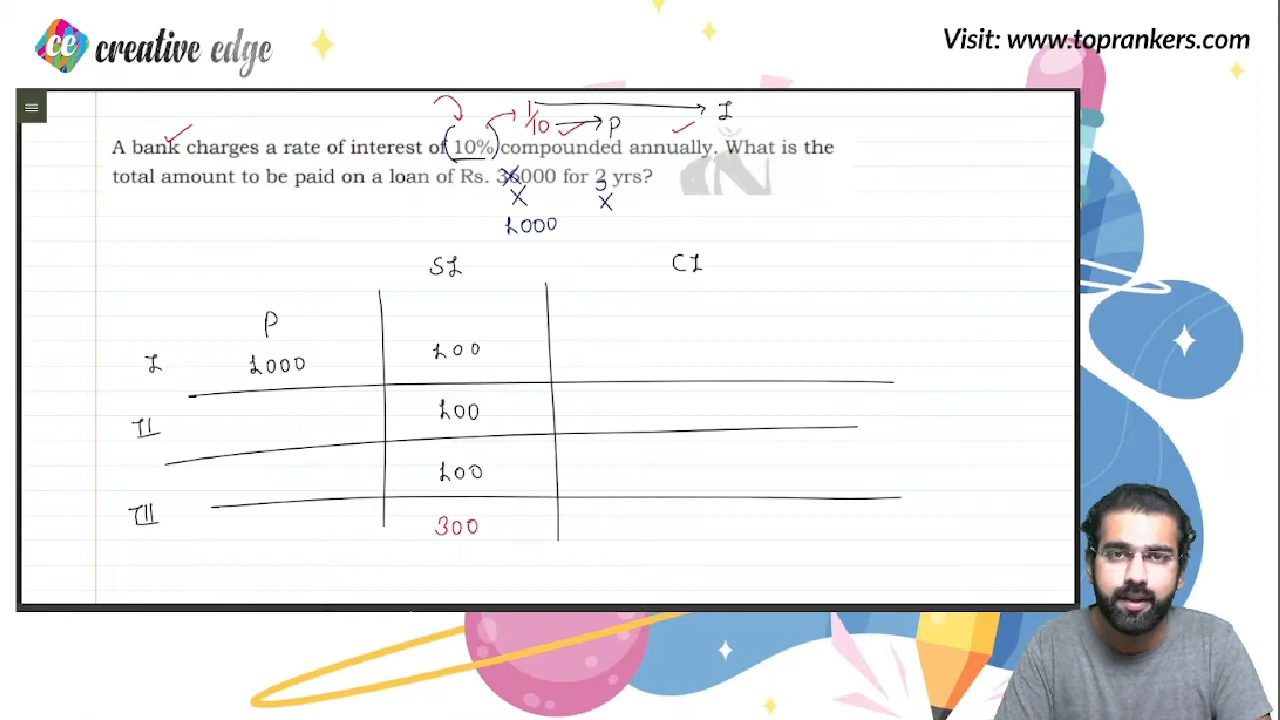 ce creative edge
Visit: www.toprankers.com
1/10 → I
→ P
A bank charges a rate of interest of (10%) compounded annually. What is the
total amount to be paid on a loan of Rs. 36000 for 2 yrs?
3
x x
1000
SI CI
P
I 1000 100
II 100
100
III 300